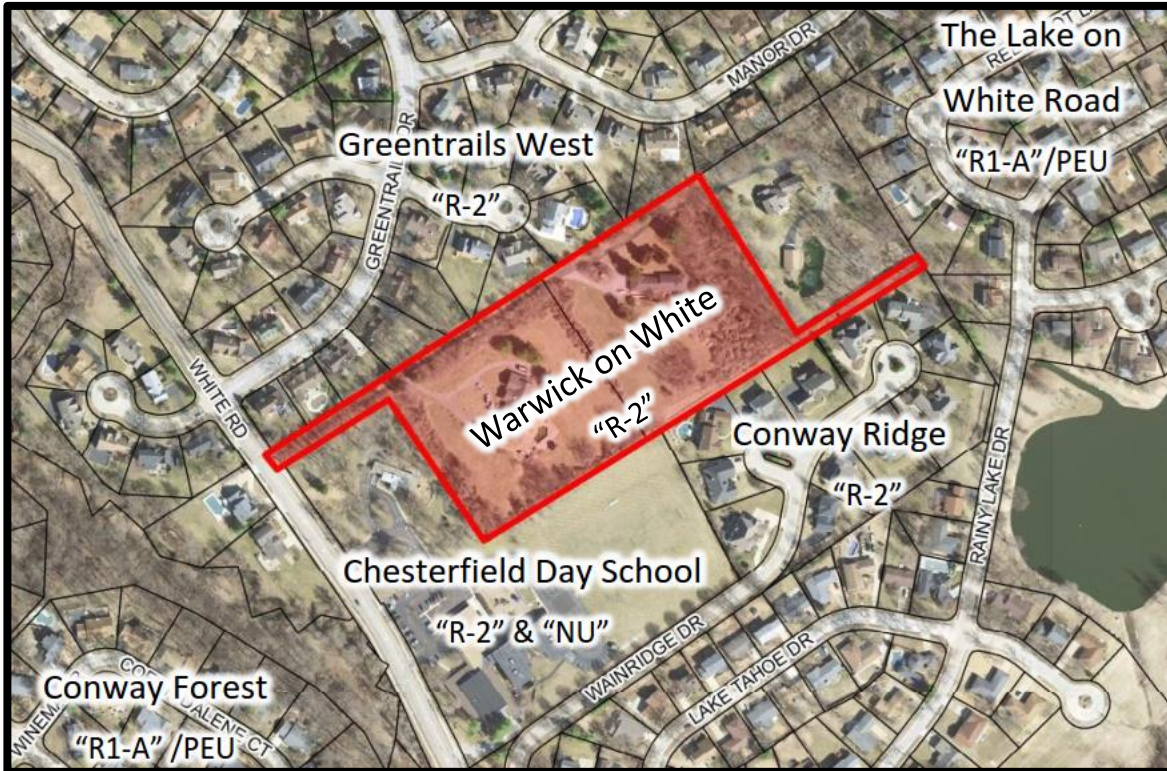 The Lake on
White Road
"R1-A"/PEU
MANOR DR
Greentrails West
"R-2"
GREENTRAIL
DR
WHITE RD
Warwick on White
"R-2"
Conway Ridge
"R-2"
RAINY LAKE DR
Chesterfield Day School
"R-2" & "NU"
WAINRIDGE DR
LAKE TAHOE DR
Conway Forest
"R1-A" /PEU
CT